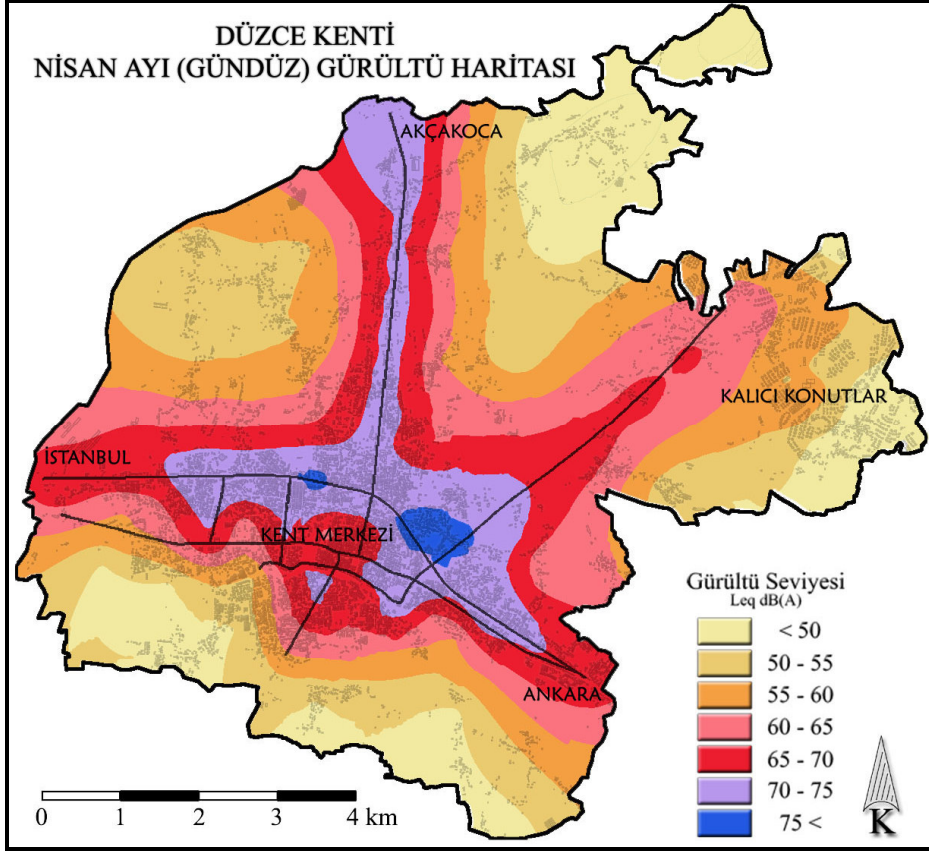 DÜZCE KENTİ
NİSAN AYI (GÜNDÜZ) GÜRÜLTÜ HARİTASI
AKÇAKOCA
KALICI KONUTLAR
İSTANBUL
KENT MERKEZİ
ANKARA
Gürültü Seviyesi
Leq dB(A)
< 50
50 - 55
55 - 60
60 - 65
65 - 70
70 - 75
75 <
0 1 2 3 4 km
K